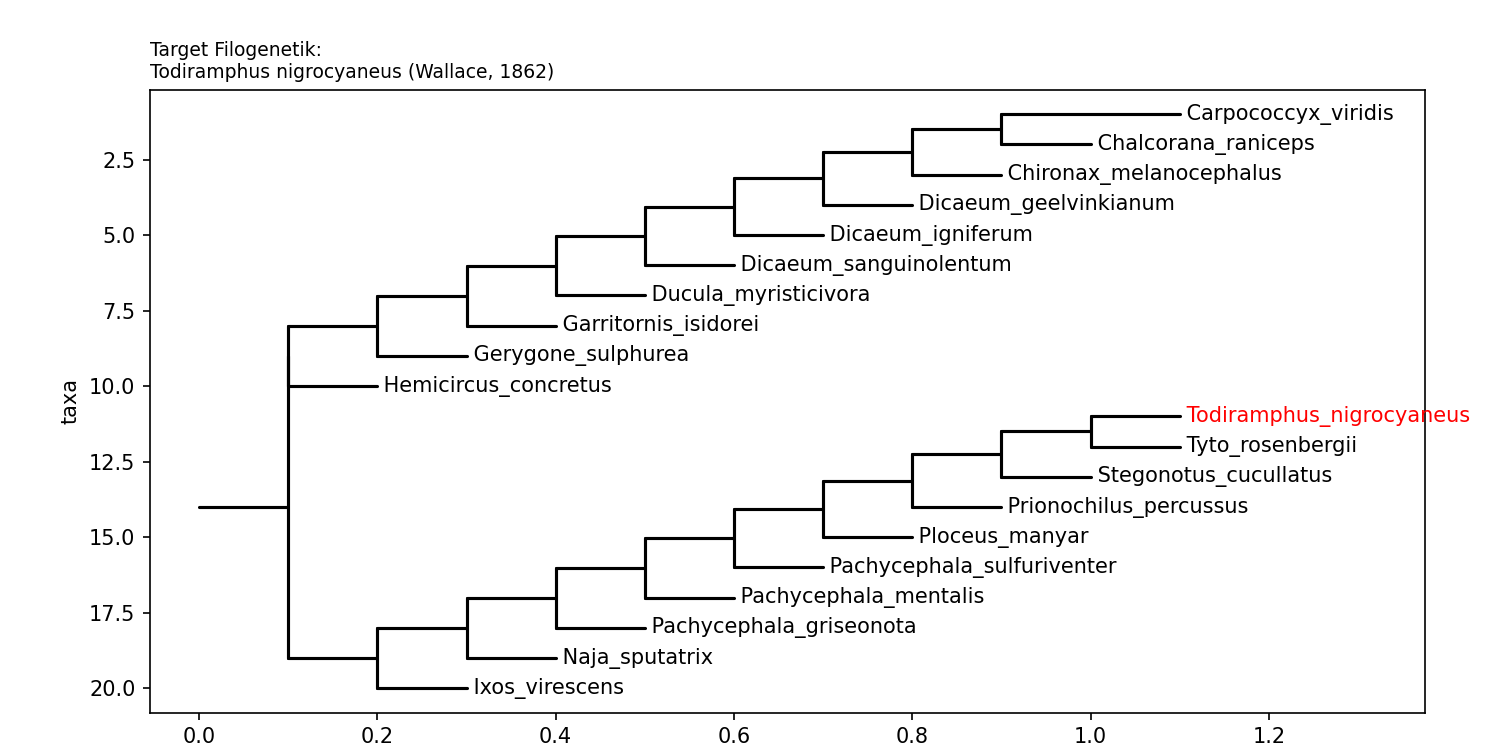 Target Filogenetik:
Todiramphus nigrocyaneus (Wallace, 1862)
Carpococcyx_viridis
Chalcorana_raniceps
2.5
Chironax_melanocephalus
Dicaeum_geelvinkianum
5.0
Dicaeum_igniferum
Dicaeum_sanguinolentum
Ducula_myristicivora
7.5
Garritornis_isidorei
Gerygone_sulphurea
10.0
Hemicircus_concretus
taxa
Todiramphus_nigrocyaneus
Tyto_rosenbergii
12.5
Stegonotus_cucullatus
Prionochilus_percussus
15.0
Ploceus_manyar
Pachycephala_sulfuriventer
Pachycephala_mentalis
17.5
Pachycephala_griseonota
Naja_sputatrix
20.0
Ixos_virescens
0.0 0.2 0.4 0.6 0.8 1.0 1.2